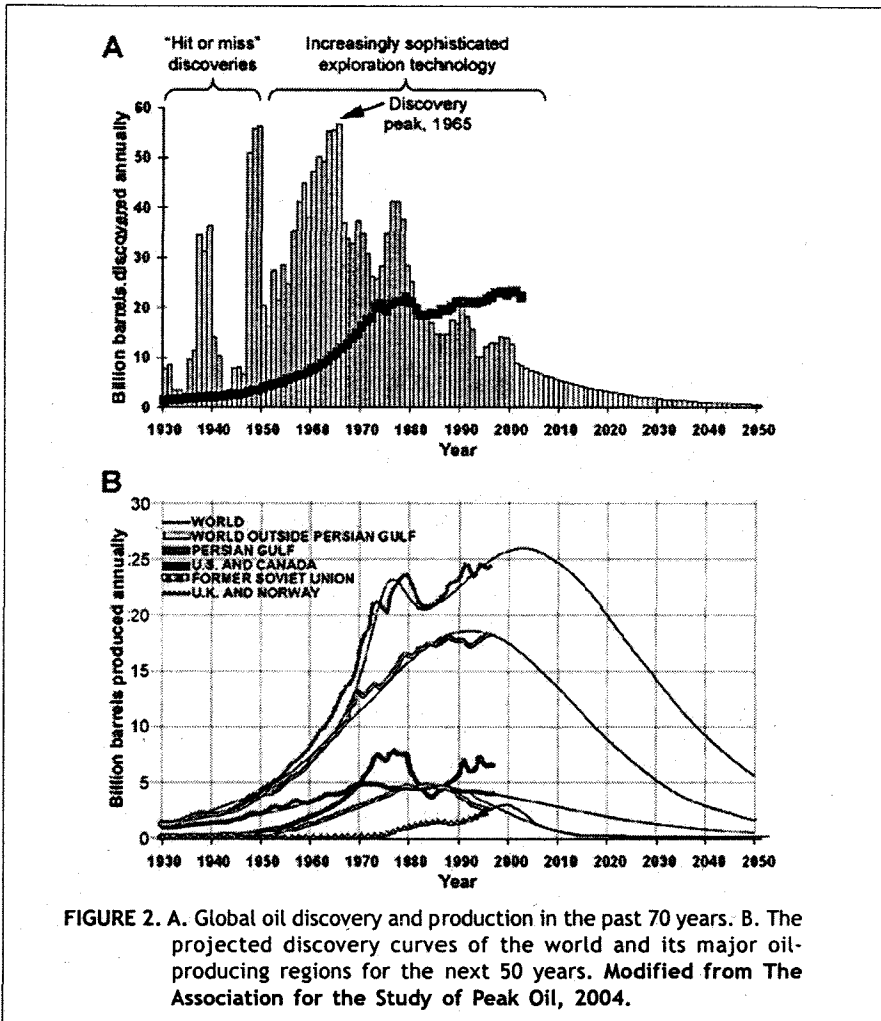 A
"Hit or miss"
discoveries
Increasingly sophisticated
exploration technology
Discovery
peak, 1965
Billion barrels discovered annually
60
50
40
30
20
10
0
1930 1940 1950 1960 1970 1980 1990 2000 2010 2020 2030 2040 2050
Year
B
Billion barrels produced annually
30
25
20
15
10
5
0
WORLD
WORLD OUTSIDE PERSIAN GULF
PERSIAN GULF
U.S. AND CANADA
FORMER SOVIET UNION
U.K. AND NORWAY
1930 1940 1950 1960 1970 1980 1990 2000 2010 2020 2030 2040 2050
Year
FIGURE 2. A. Global oil discovery and production in the past 70 years. B. The
projected discovery curves of the world and its major oil-
producing regions for the next 50 years. Modified from The
Association for the Study of Peak Oil, 2004.